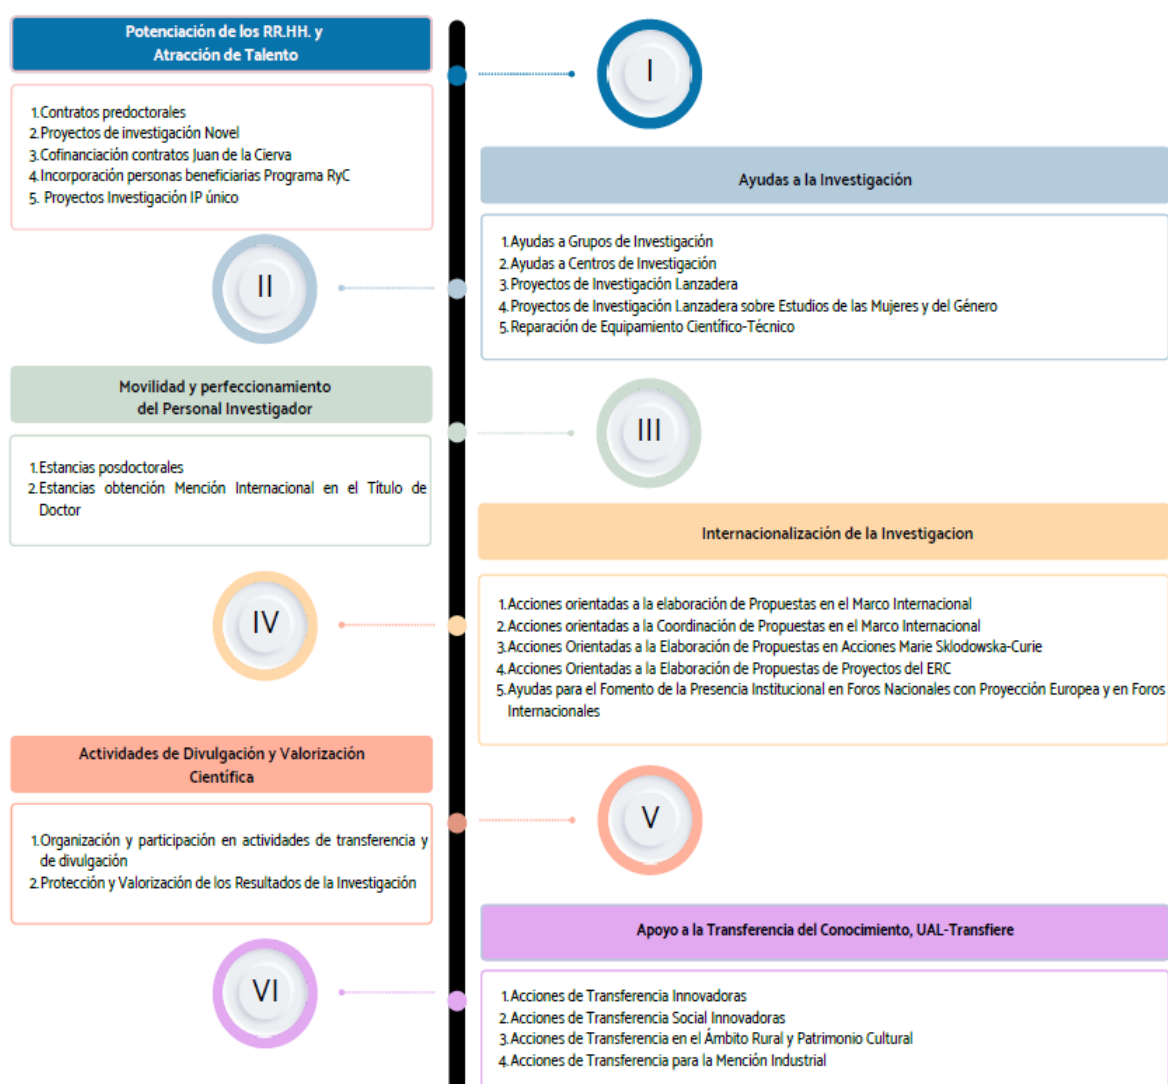 Potenciación de los RR.HH. y
Atracción de Talento
I
1.Contratos predoctorales
2.Proyectos de investigación Novel
3.Cofinanciación contratos Juan de la Cierva
4.Incorporación personas beneficiarias Programa RyC
5. Proyectos Investigación IP único
Ayudas a la Investigación
II
1.Ayudas a Grupos de Investigación
2.Ayudas a Centros de Investigación
3.Proyectos de Investigación Lanzadera
4.Proyectos de Investigación Lanzadera sobre Estudios de las Mujeres y del Género
5.Reparación de Equipamiento Científico-Técnico
Movilidad y perfeccionamiento
del Personal Investigador
III
1.Estancias posdoctorales
2.Estancias obtención Mención Internacional en el Título de
Doctor
Internacionalización de la Investigacion
IV
1.Acciones orientadas a la elaboración de Propuestas en el Marco Internacional
2.Acciones orientadas a la Coordinación de Propuestas en el Marco Internacional
3.Acciones Orientadas a la Elaboración de Propuestas en Acciones Marie Sklodowska-Curie
4.Acciones Orientadas a la Elaboración de Propuestas de Proyectos del ERC
5.Ayudas para el Fomento de la Presencia Institucional en Foros Nacionales con Proyección Europea y en Foros
Internacionales
Actividades de Divulgación y Valorización
Científica
V
1.Organización y participación en actividades de transferencia y
de divulgación
2.Protección y Valorización de los Resultados de la Investigación
Apoyo a la Transferencia del Conocimiento, UAL-Transfiere
VI
1.Acciones de Transferencia Innovadoras
2.Acciones de Transferencia Social Innovadoras
3.Acciones de Transferencia en el Ámbito Rural y Patrimonio Cultural
4.Acciones de Transferencia para la Mención Industrial